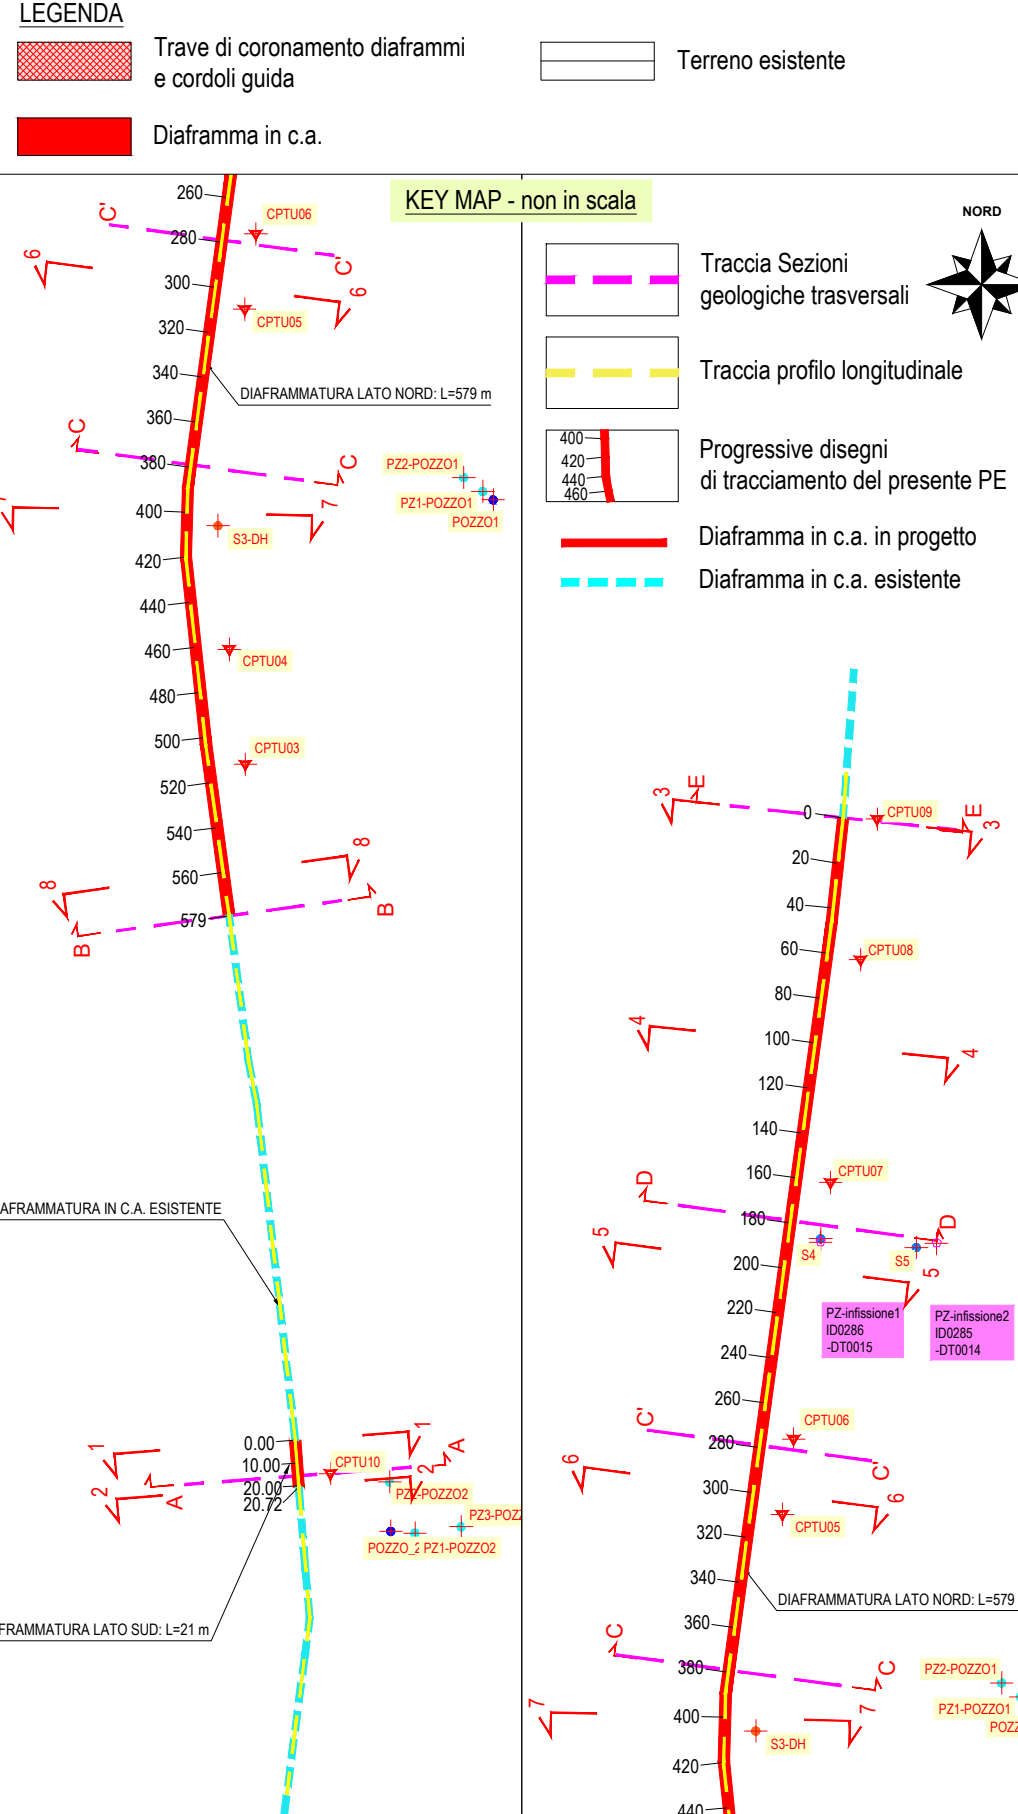 LEGENDA
Trave di coronamento diaframmi
e cordoli guida
Terreno esistente
Diaframma in c.a.
KEY MAP - non in scala
NORD
Traccia Sezioni
geologiche trasversali
Traccia profilo longitudinale
400
420
440
460
Progressive disegni
di tracciamento del presente PE
Diaframma in c.a. in progetto
Diaframma in c.a. esistente
260
C'
CPTU06
280
C'
6
300
6
CPTU05
320
340
DIAFRAMMATURA LATO NORD: L=579 m
360
C
380
C
PZ2-POZZO1
PZ1-POZZO1
POZZO1
400
7
S3-DH
420
440
460
CPTU04
480
500
CPTU03
520
540
8
560
8
579
B
B
AFRAMMATURA IN C.A. ESISTENTE
0.00
1
1
10.00
A
CPTU10
2
20.00
20.72
2
A
PZ2-POZZO2
PZ3-POZZ
POZZO_2
PZ1-POZZO2
FRAMMATURA LATO SUD: L=21 m
3
E
0
CPTU09
E
3
20
40
60
CPTU08
80
4
100
4
120
140
160
CPTU07
D
180
D
5
S4
S5
200
5
220
PZ-infissione1
ID0286
-DT0015
PZ-infissione2
ID0285
-DT0014
240
260
C'
CPTU06
280
C'
6
300
6
CPTU05
320
340
DIAFRAMMATURA LATO NORD: L=579
360
C
380
C
PZ2-POZZO1
PZ1-POZZO1
POZZ
7
400
7
S3-DH
420
440